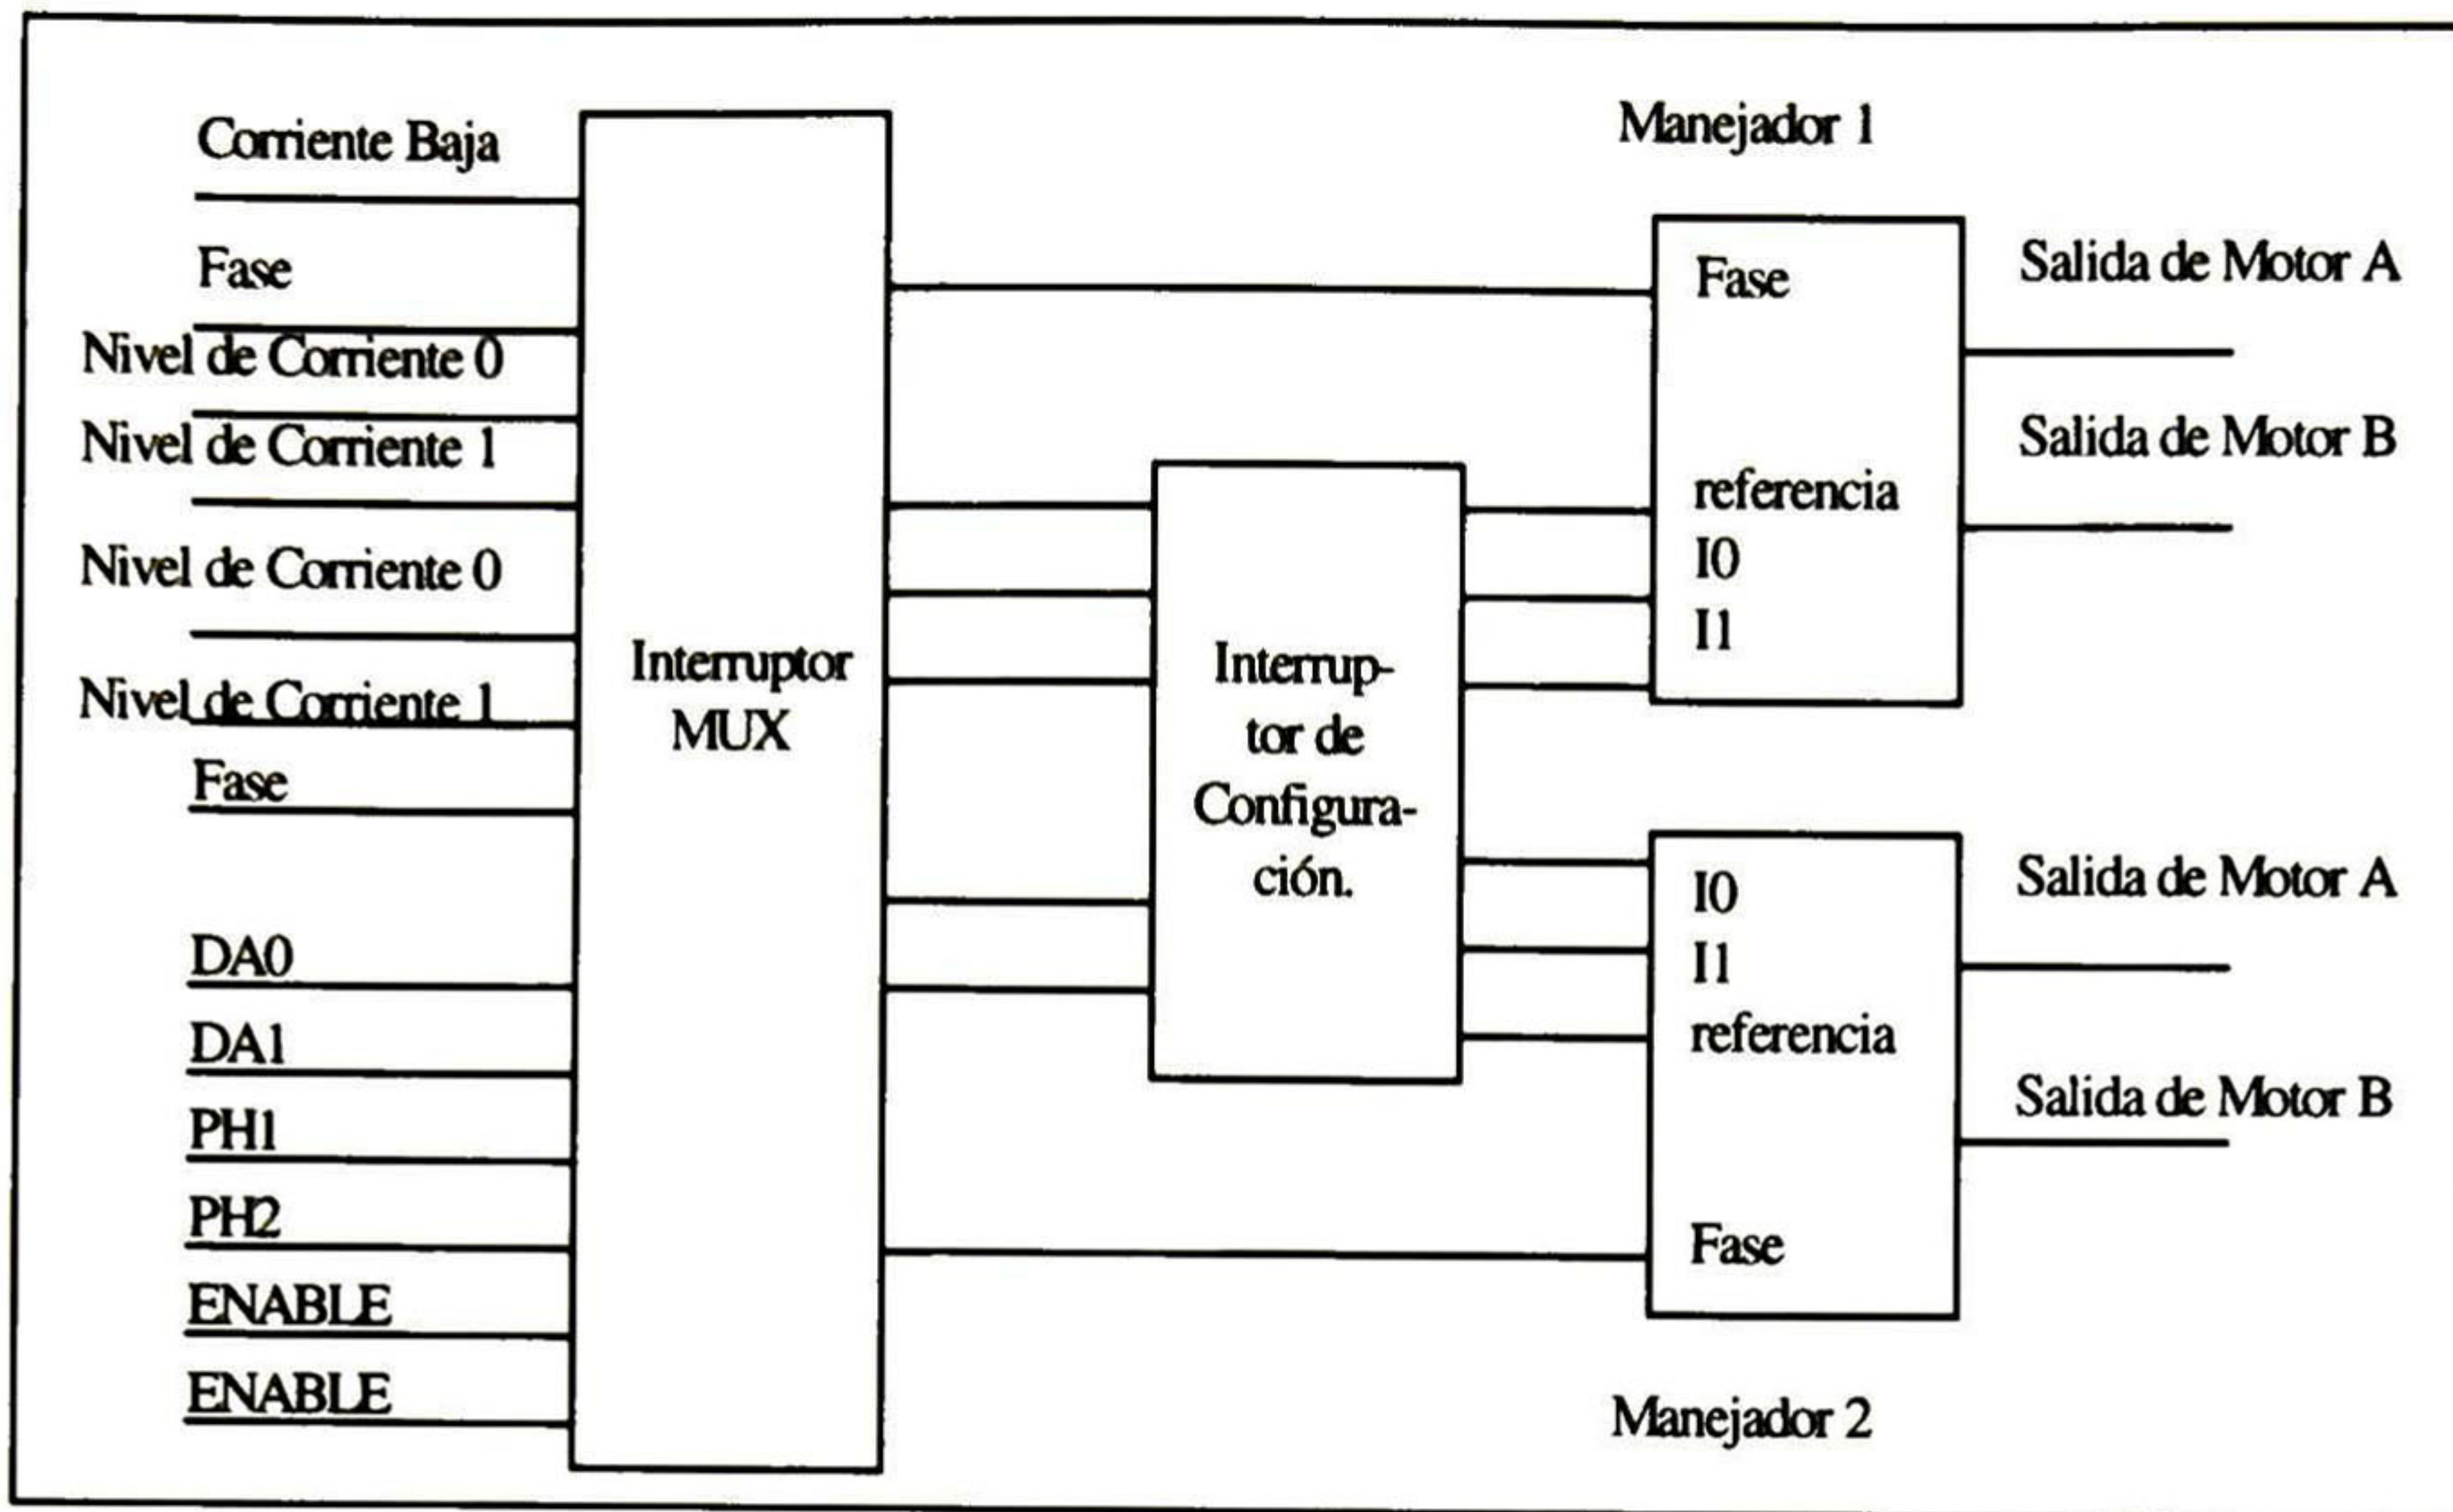 Corriente Baja
Fase
Nivel de Corriente 0
Nivel de Corriente 1
Nivel de Corriente 0
Nivel de Corriente 1
Fase
DA0
DA1
PH1
PH2
ENABLE
ENABLE
Interruptor
MUX
Interrup-
tor de
Configura-
ción.
Manejador 1
Fase
referencia
I0
I1
Salida de Motor A
Salida de Motor B
I0
I1
referencia
Fase
Salida de Motor A
Salida de Motor B
Manejador 2